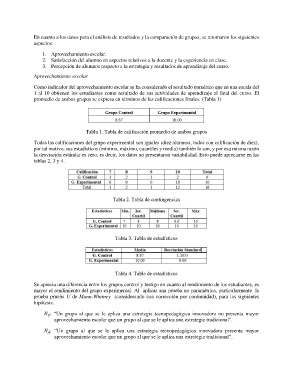 En cuanto a los datos para el análisis de resultados y la comparación de grupos, se retomaron los siguientes
aspectos:
1. Aprovechamiento escolar.
2. Satisfacción del alumno en aspectos relativos a la docente y la experiencia en clase.
3. Percepción de alumnos respecto a la estrategia y resultados de aprendizaje del curso.
Aprovechamiento escolar
Como indicador del aprovechamiento escolar se ha considerado el resultado numérico que en una escala del
1 al 10 obtienen los estudiantes como resultado de sus actividades de aprendizaje al final del curso. El
promedio de ambos grupos se expresa en términos de las calificaciones finales. (Tabla 1)
Grupo Control Grupo Experimental
8.67 10.00
Tabla 1. Tabla de calificación promedio de ambos grupos
Todas las calificaciones del grupo experimental son iguales (diez alumnos, todos con calificación de diez),
por tal motivo, sus estadísticos (mínimo, máximo, cuartiles y media) también lo son, y por esa misma razón
la desviación estándar es cero, es decir, los datos no presentaron variabilidad. Esto puede apreciarse en las
tablas 2, 3 y 4.
Calificación 7 8 9 10 Total
G. Control 1 2 1 2 6
G. Experimental 0 0 0 10 10
Total 1 2 1 12 16
Tabla 2. Tabla de contingencias
Estadísticos Min. 1er. Cuartil Mediana 3er. Cuartil Max.
G. Control 7 8 10
G. Experimental 10 10 10 10 10
Tabla 3. Tabla de estadísticos
Estadísticos Media Desviación Standard
G. Control 8.67
G. Experimental 10.00 0.00
Tabla 4. Tabla de estadísticos
Se aprecia una diferencia entre los grupos control y testigo en cuanto al rendimiento de los estudiantes, es
mayor el rendimiento del grupo experimental. Al aplicar una prueba no paramétrica, particularmente la
prueba prueba U de Mann-Whitney (considerando una corrección por continuidad), para las siguientes
hipótesis,
H0: "Un grupo al que se le aplica una estrategia tecnopedagógica innovadora no presenta mayor
aprovechamiento escolar que un grupo al que se le aplica una estrategia tradicional".
Ha: "Un grupo al que se le aplica una estrategia tecnopedagógica innovadora presenta mayor
aprovechamiento escolar que un grupo al que se le aplica una estrategia tradicional".